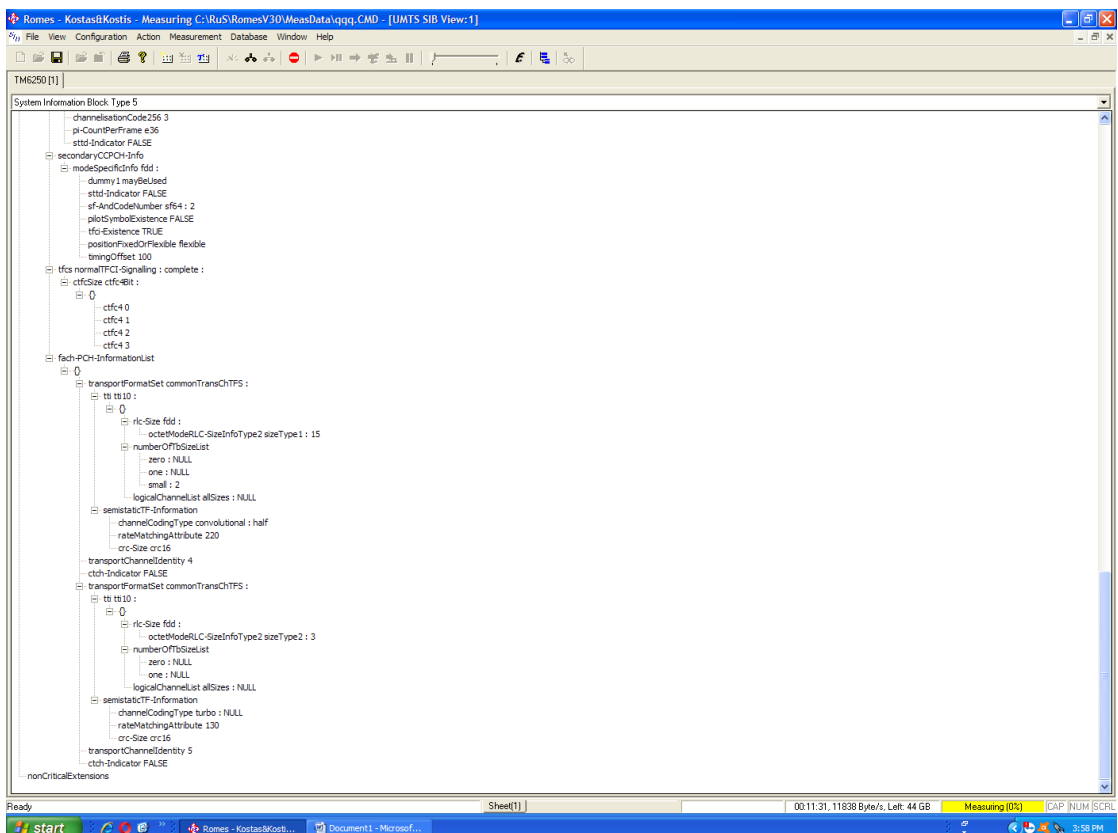 Romes - Kostas&Kostis - Measuring C:\RuS\RomesV30\MeasData\qqq.CMD - [UMTS SIB View:1]
File View Configuration Action Measurement Database Window Help
TM6250 [1]
System Information Block Type 5
channelisationCode256 3
pi-CountPerFrame e36
sttd-Indicator FALSE
secondaryCCPCH-Info
modeSpecificInfo fdd :
dummy1 mayBeUsed
sttd-Indicator FALSE
sf-AndCodeNumber sf64 : 2
pilotSymbolExistence FALSE
tfci-Existence TRUE
positionFixedOrFlexible flexible
timingOffset 100
tfcs normalTFCI-Signalling : complete :
ctfcSize ctfc4Bit :
{}
ctfc4 0
ctfc4 1
ctfc4 2
ctfc4 3
fach-PCH-InformationList
{}
transportFormatSet commonTransChTFS :
tti tti10 :
{}
rlc-Size fdd :
octetModeRLC-SizeInfoType2 sizeType1 : 15
numberOfTbSizeList
zero : NULL
one : NULL
small : 2
logicalChannelList allSizes : NULL
semistaticTF-Information
channelCodingType convolutional : half
rateMatchingAttribute 220
crc-Size crc16
transportChannelIdentity 4
ctch-Indicator FALSE
transportFormatSet commonTransChTFS :
tti tti10 :
{}
rlc-Size fdd :
octetModeRLC-SizeInfoType2 sizeType2 : 3
numberOfTbSizeList
zero : NULL
one : NULL
logicalChannelList allSizes : NULL
semistaticTF-Information
channelCodingType turbo : NULL
rateMatchingAttribute 130
crc-Size crc16
transportChannelIdentity 5
ctch-Indicator FALSE
nonCriticalExtensions
Ready Sheet[1] 00:11:31, 11838 Byte/s, Left: 44 GB Measuring (0%) CAP NUM SCRL
start Romes - Kostas&Kosti... Document1 - Microsof... 3:58 PM